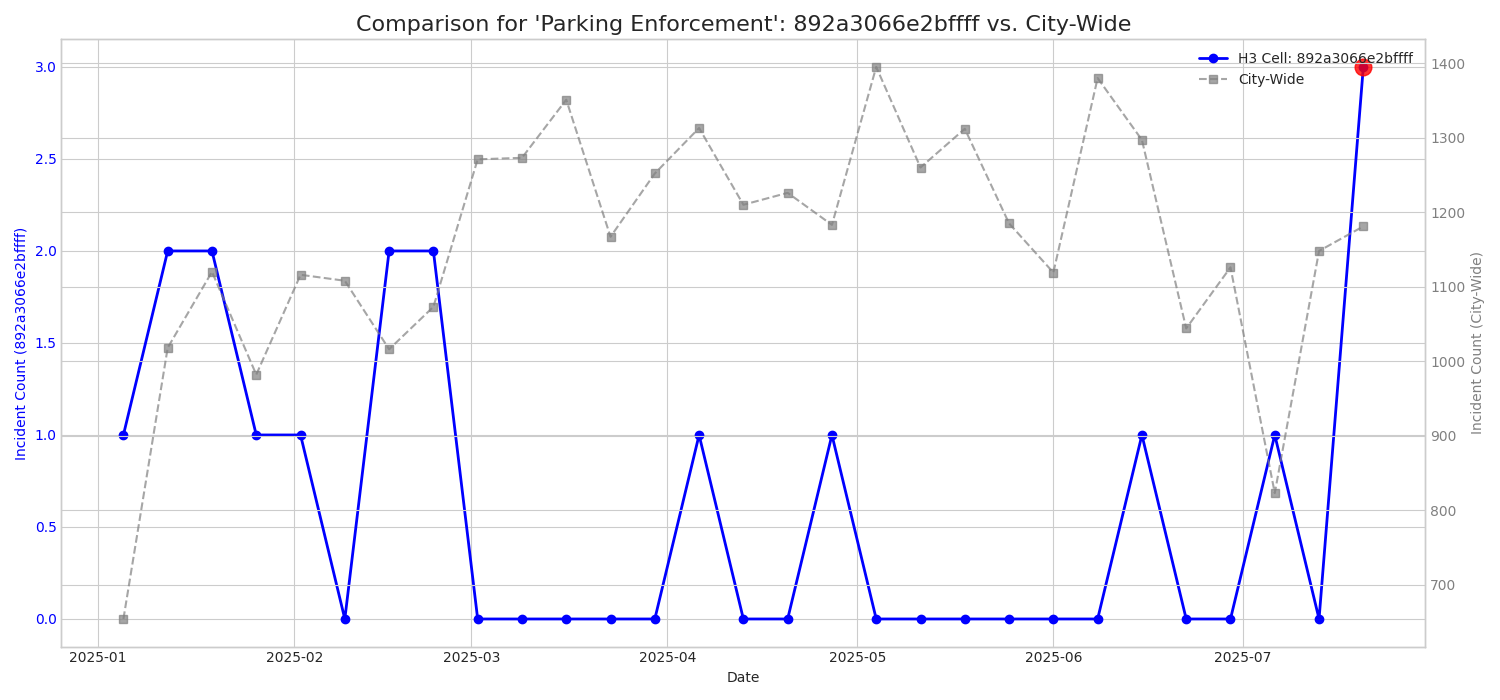 Comparison for 'Parking Enforcement': 892a3066e2bffff vs. City-Wide
H3 Cell: 892a3066e2bffff
City-Wide
Incident Count (892a3066e2bffff)
3.0
2.5
2.0
1.5
1.0
0.5
0.0
1400
1300
1200
1100
1000
900
800
700
Incident Count (City-Wide)
2025-01 2025-02 2025-03 2025-04 2025-05 2025-06 2025-07
Date